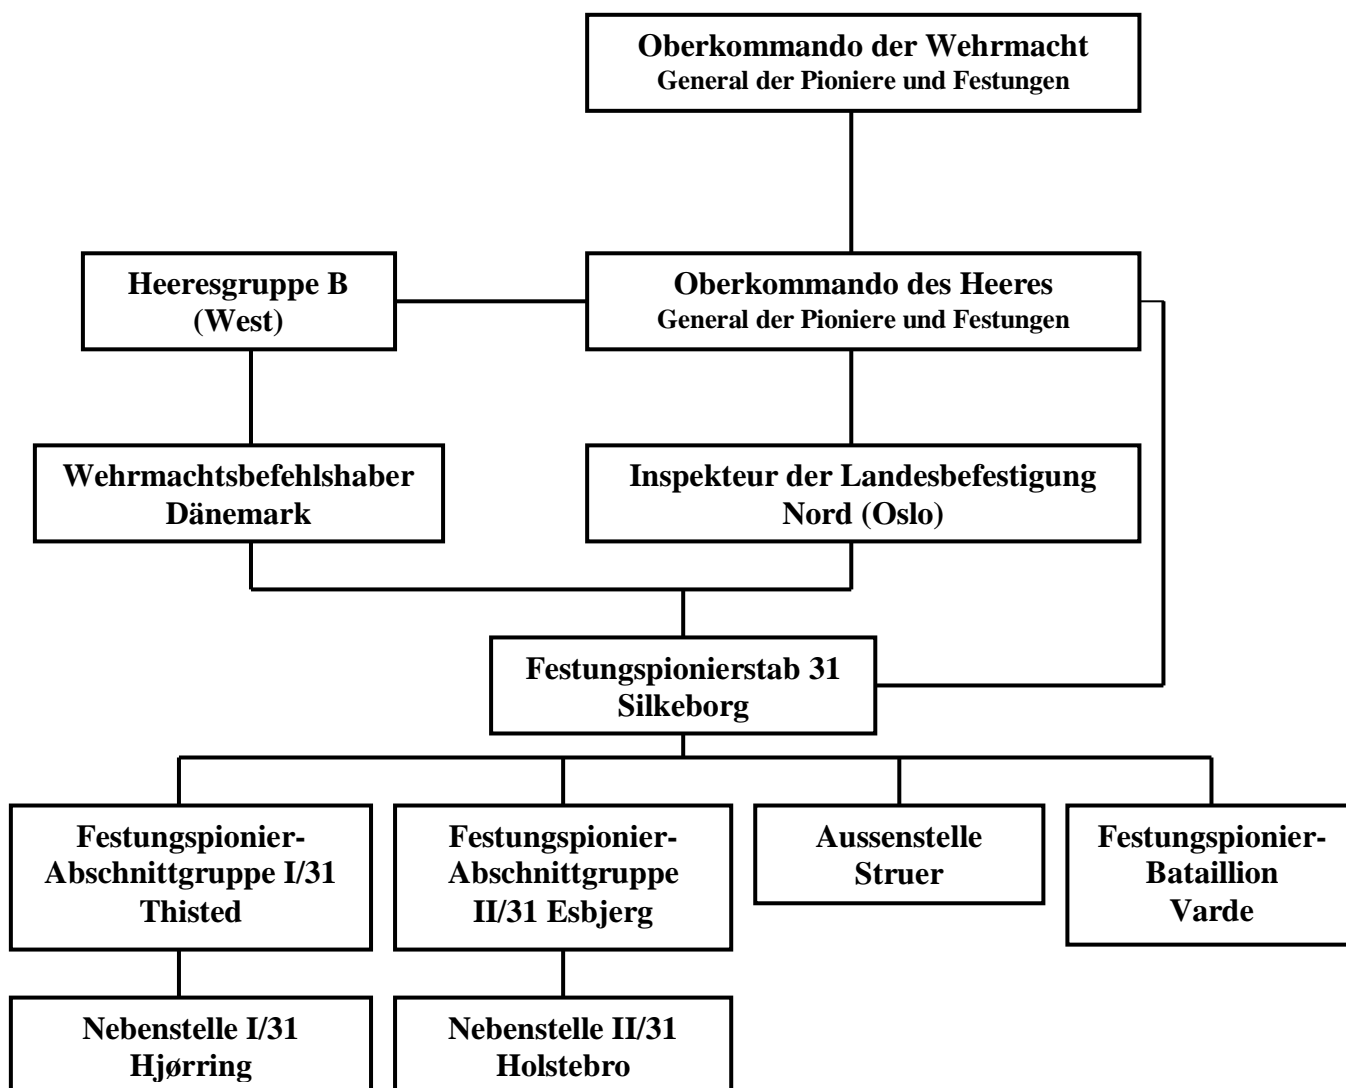 Oberkommando der Wehrmacht
General der Pioniere und Festungen
Heeresgruppe B
(West)
Oberkommando des Heeres
General der Pioniere und Festungen
Wehrmachtsbefehlshaber
Dänemark
Inspekteur der Landesbefestigung
Nord (Oslo)
Festungspionierstab 31
Silkeborg
Festungspionier-
Abschnittgruppe I/31
Thisted
Festungspionier-
Abschnittgruppe
II/31 Esbjerg
Aussenstelle
Struer
Festungspionier-
Bataillion
Varde
Nebenstelle I/31
Hjørring
Nebenstelle II/31
Holstebro